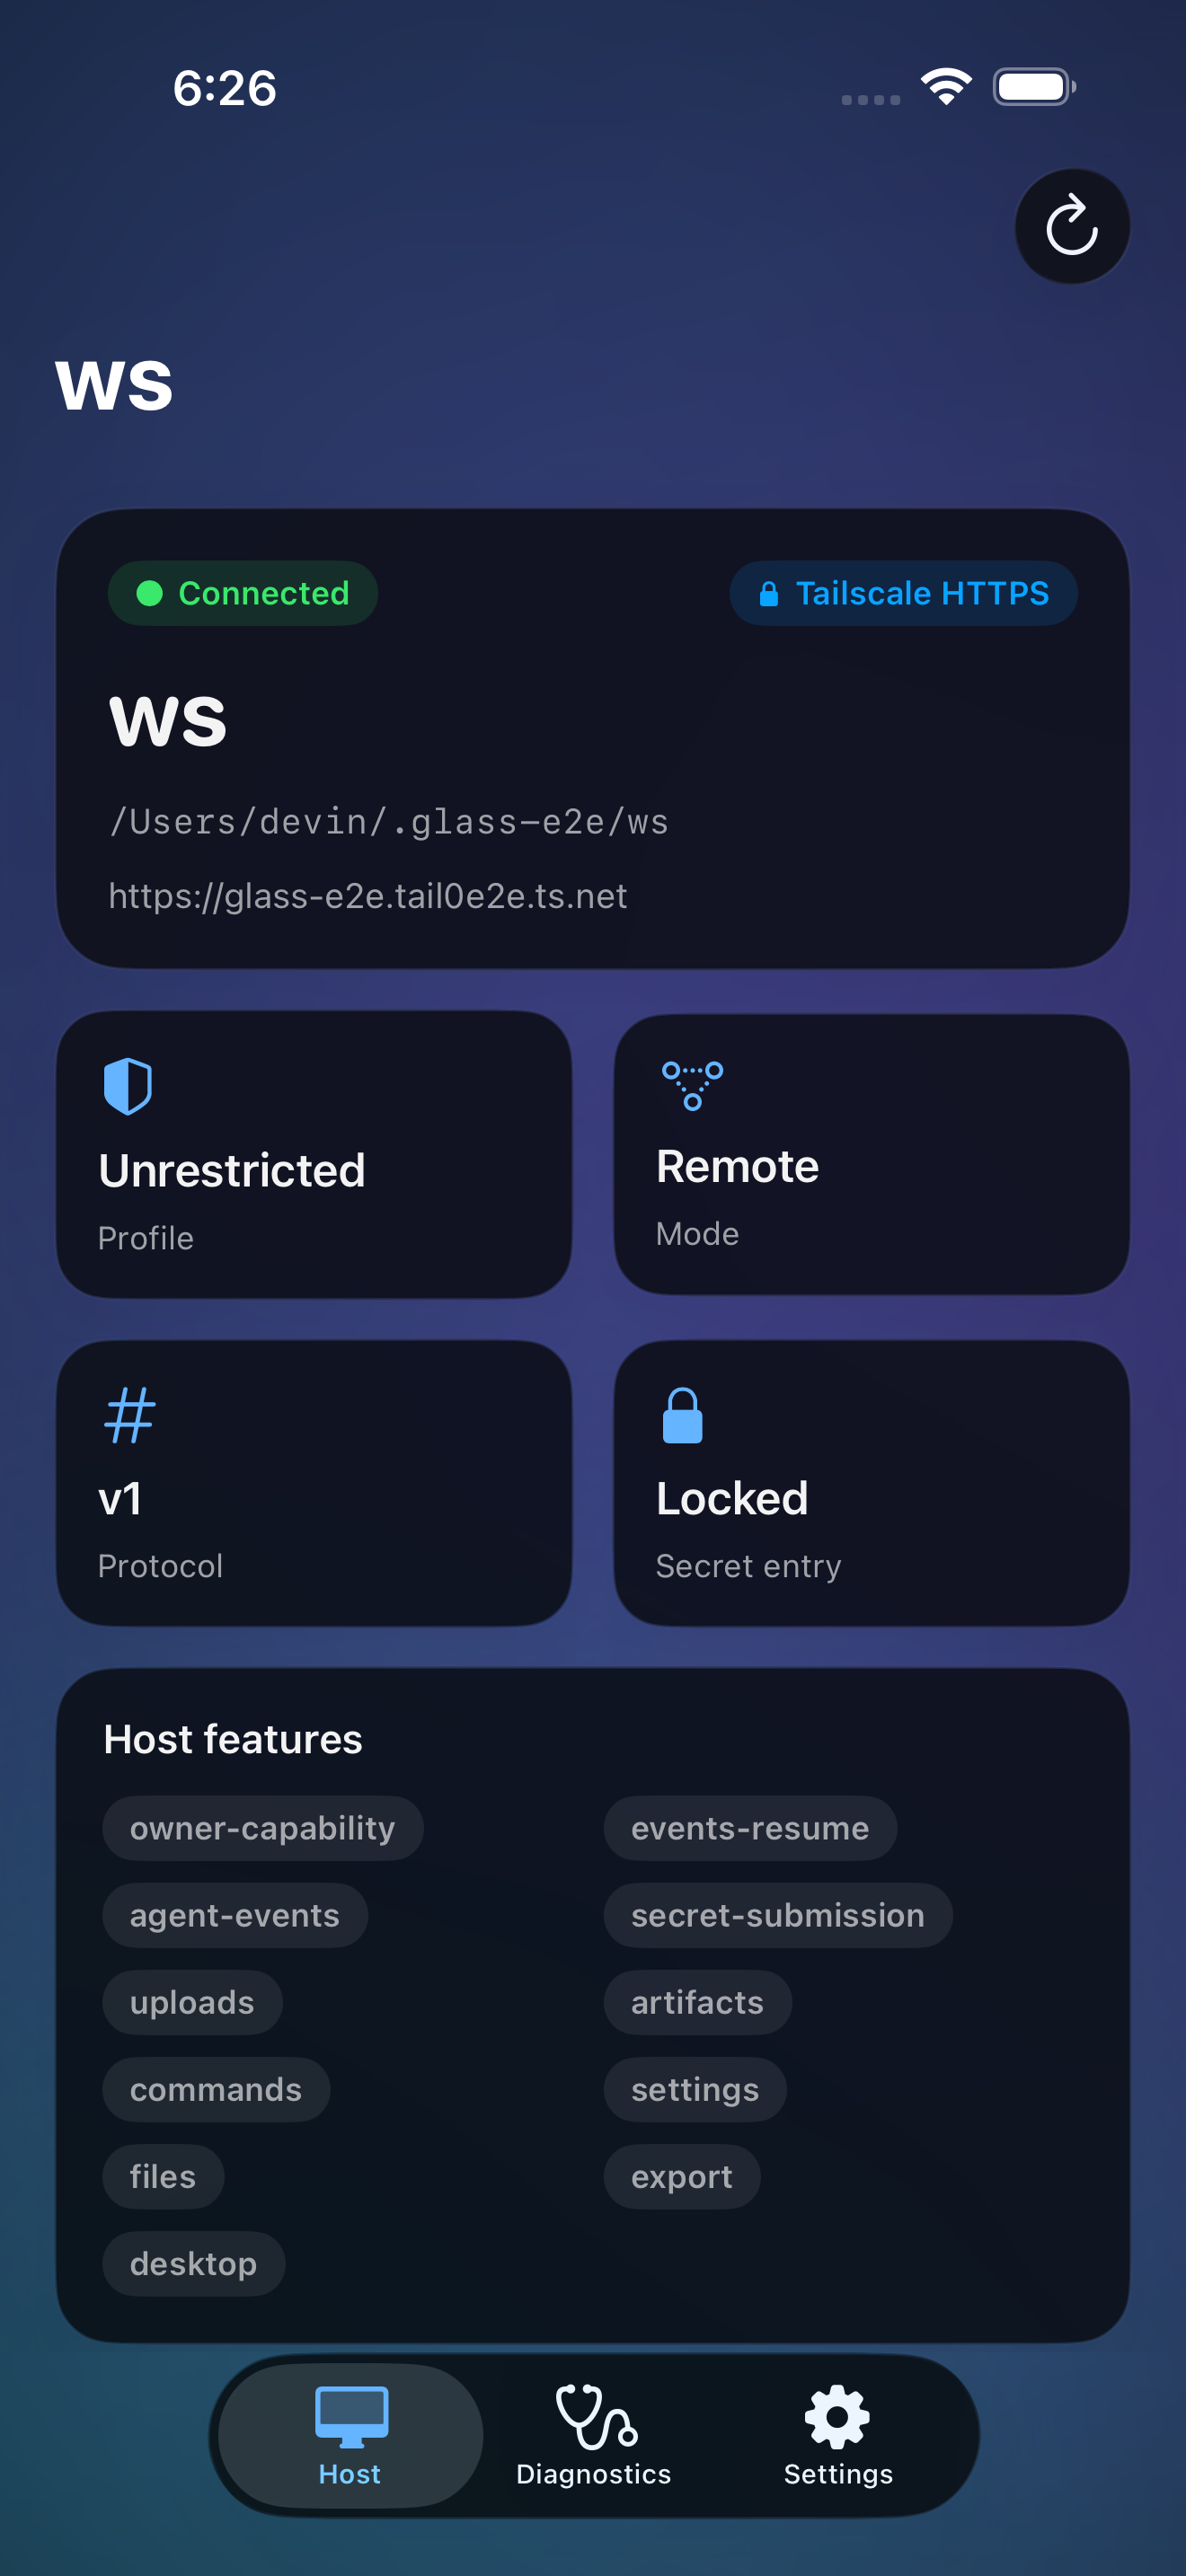 6:26
ws
Connected
Tailscale HTTPS
ws
/Users/devin/.glass-e2e/ws
https://glass-e2e.tail0e2e.ts.net
Unrestricted
Profile
Remote
Mode
v1
Protocol
Locked
Secret entry
Host features
owner-capability
events-resume
agent-events
secret-submission
uploads
artifacts
commands
settings
files
export
desktop
Host
Diagnostics
Settings